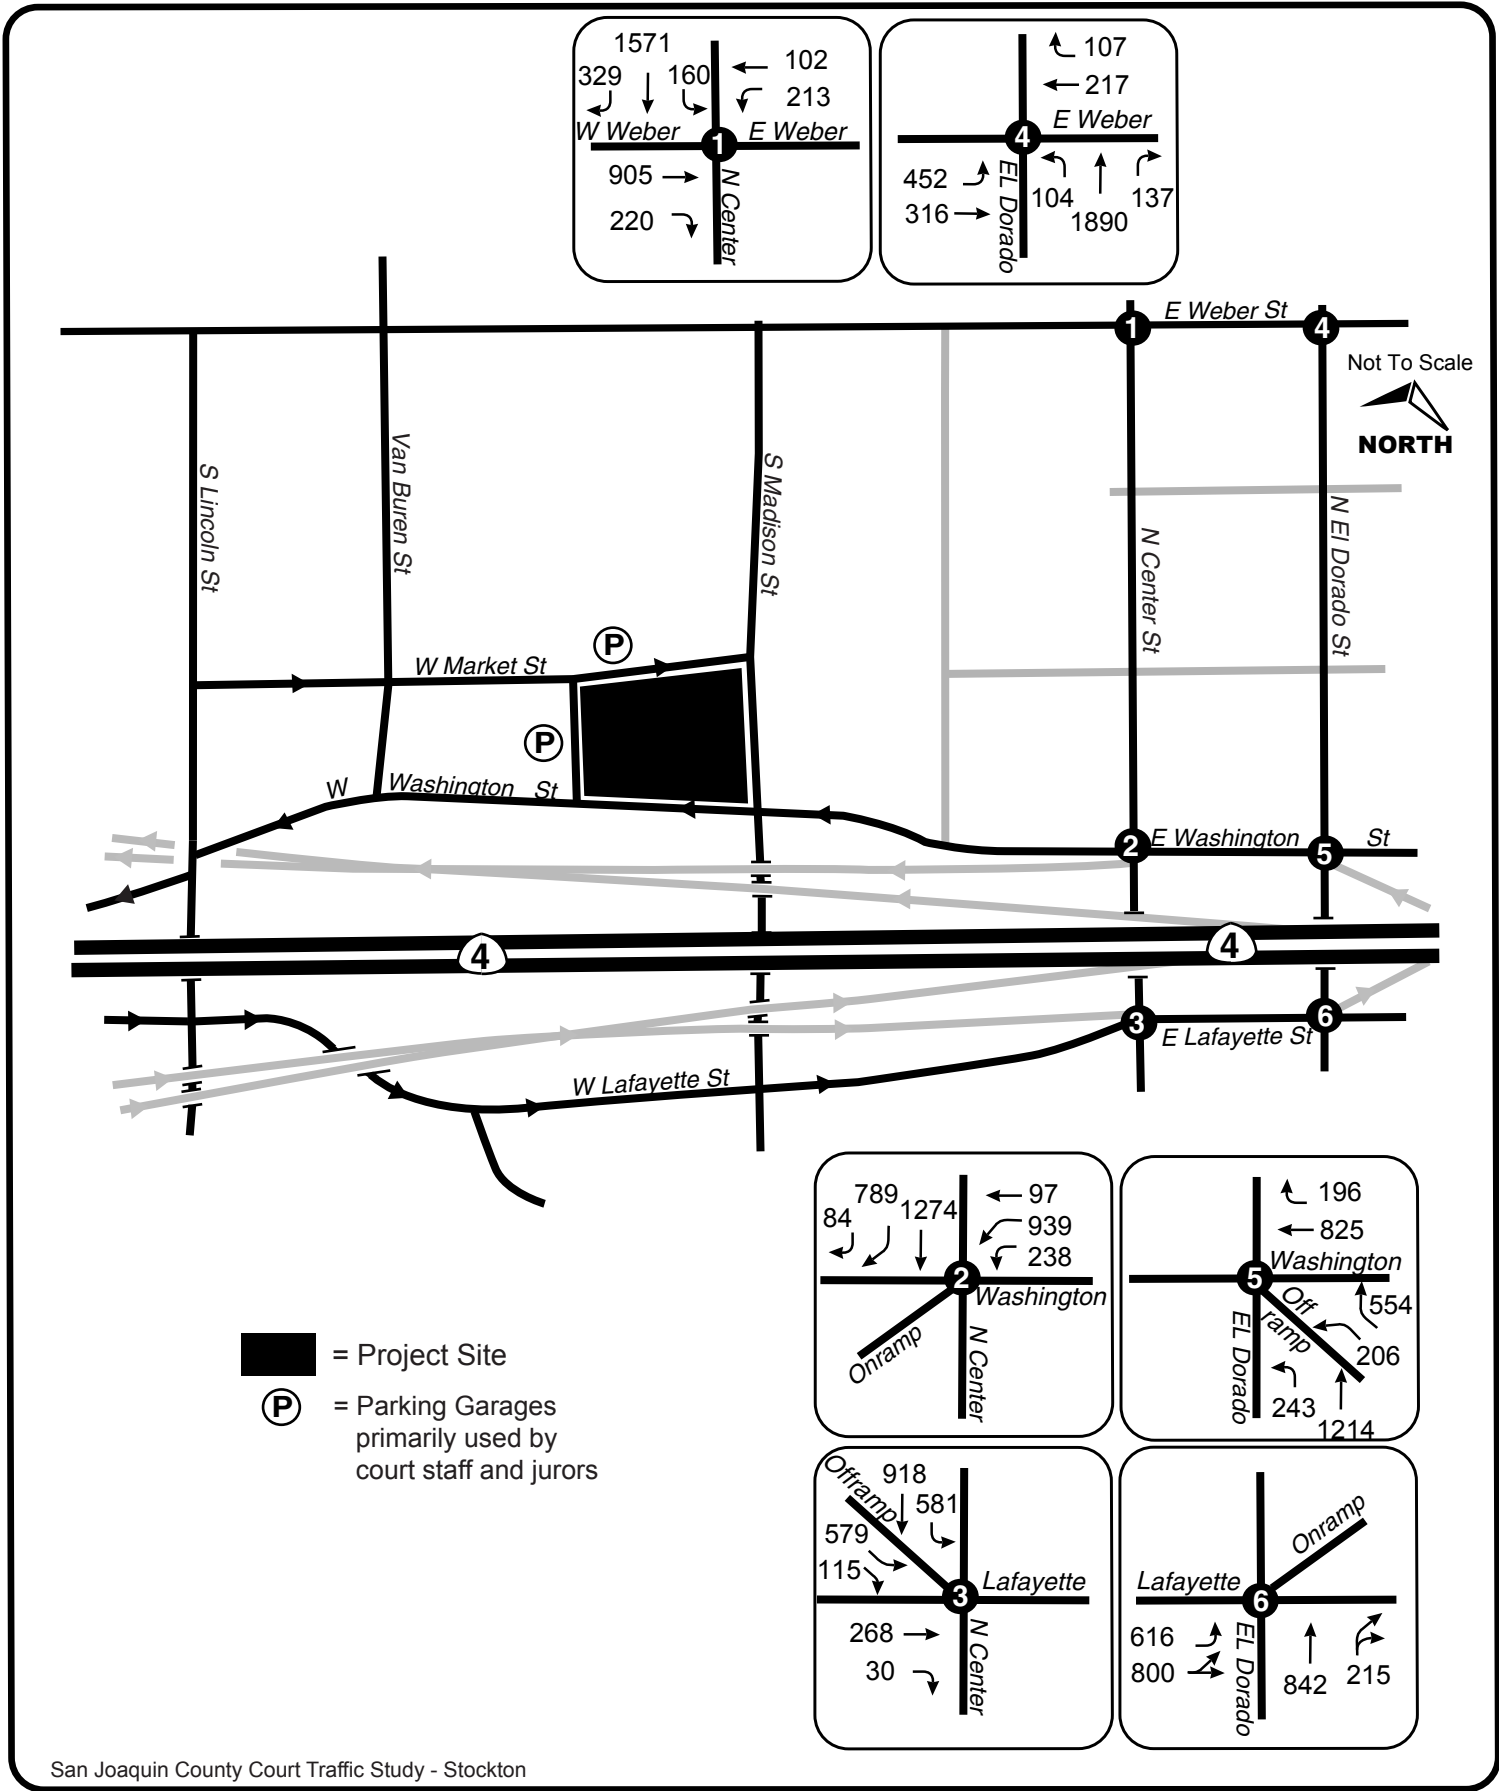 1571
329
160
102
213
W Weber
1
E Weber
905
220
N Center
107
217
E Weber
4
452
316
EL Dorado
104
1890
137
E Weber St
1
4
Not To Scale
NORTH
S Lincoln St
Van Buren St
S Madison St
N Center St
N El Dorado St
P
W Market St
P
W Washington St
2
E Washington St
5
4
4
3
6
E Lafayette St
W Lafayette St
789
84
1274
97
939
238
2
Washington
Onramp
N Center
196
825
Washington
5
Off
ramp
554
206
EL Dorado
243
1214
= Project Site
P
= Parking Garages
primarily used by
court staff and jurors
Offramp
918
581
579
115
3
Lafayette
268
30
N Center
Onramp
Lafayette
6
616
800
EL Dorado
842
215
San Joaquin County Court Traffic Study - Stockton